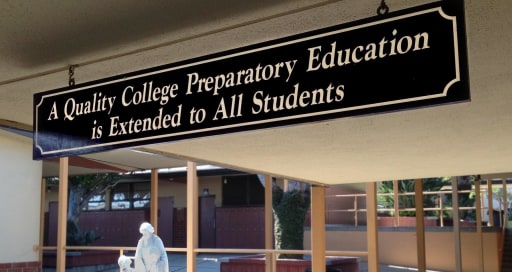 A Quality College Preparatory Education
is Extended to All Students